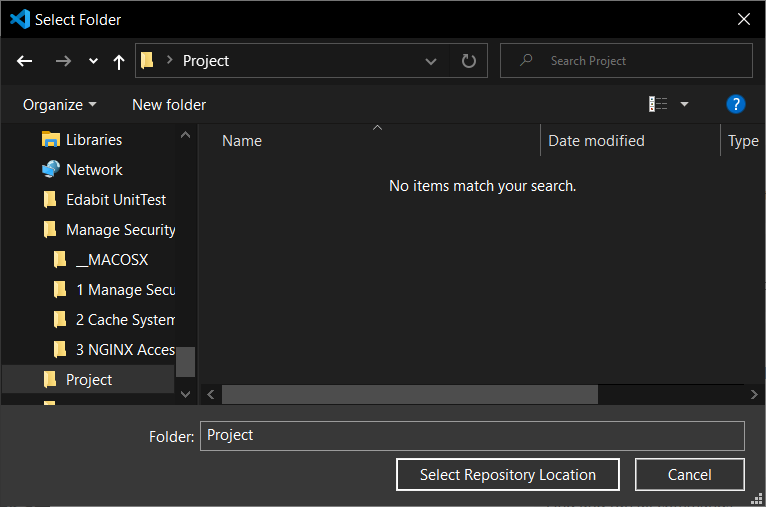 Select Folder
Project
Search Project
Organize
New folder
?
Libraries
Network
Edabit UnitTest
Manage Security
__MACOSX
1 Manage Secu
2 Cache System
3 NGINX Acces
Project
Name
Date modified
Type
No items match your search.
Folder:
Project
Select Repository Location
Cancel